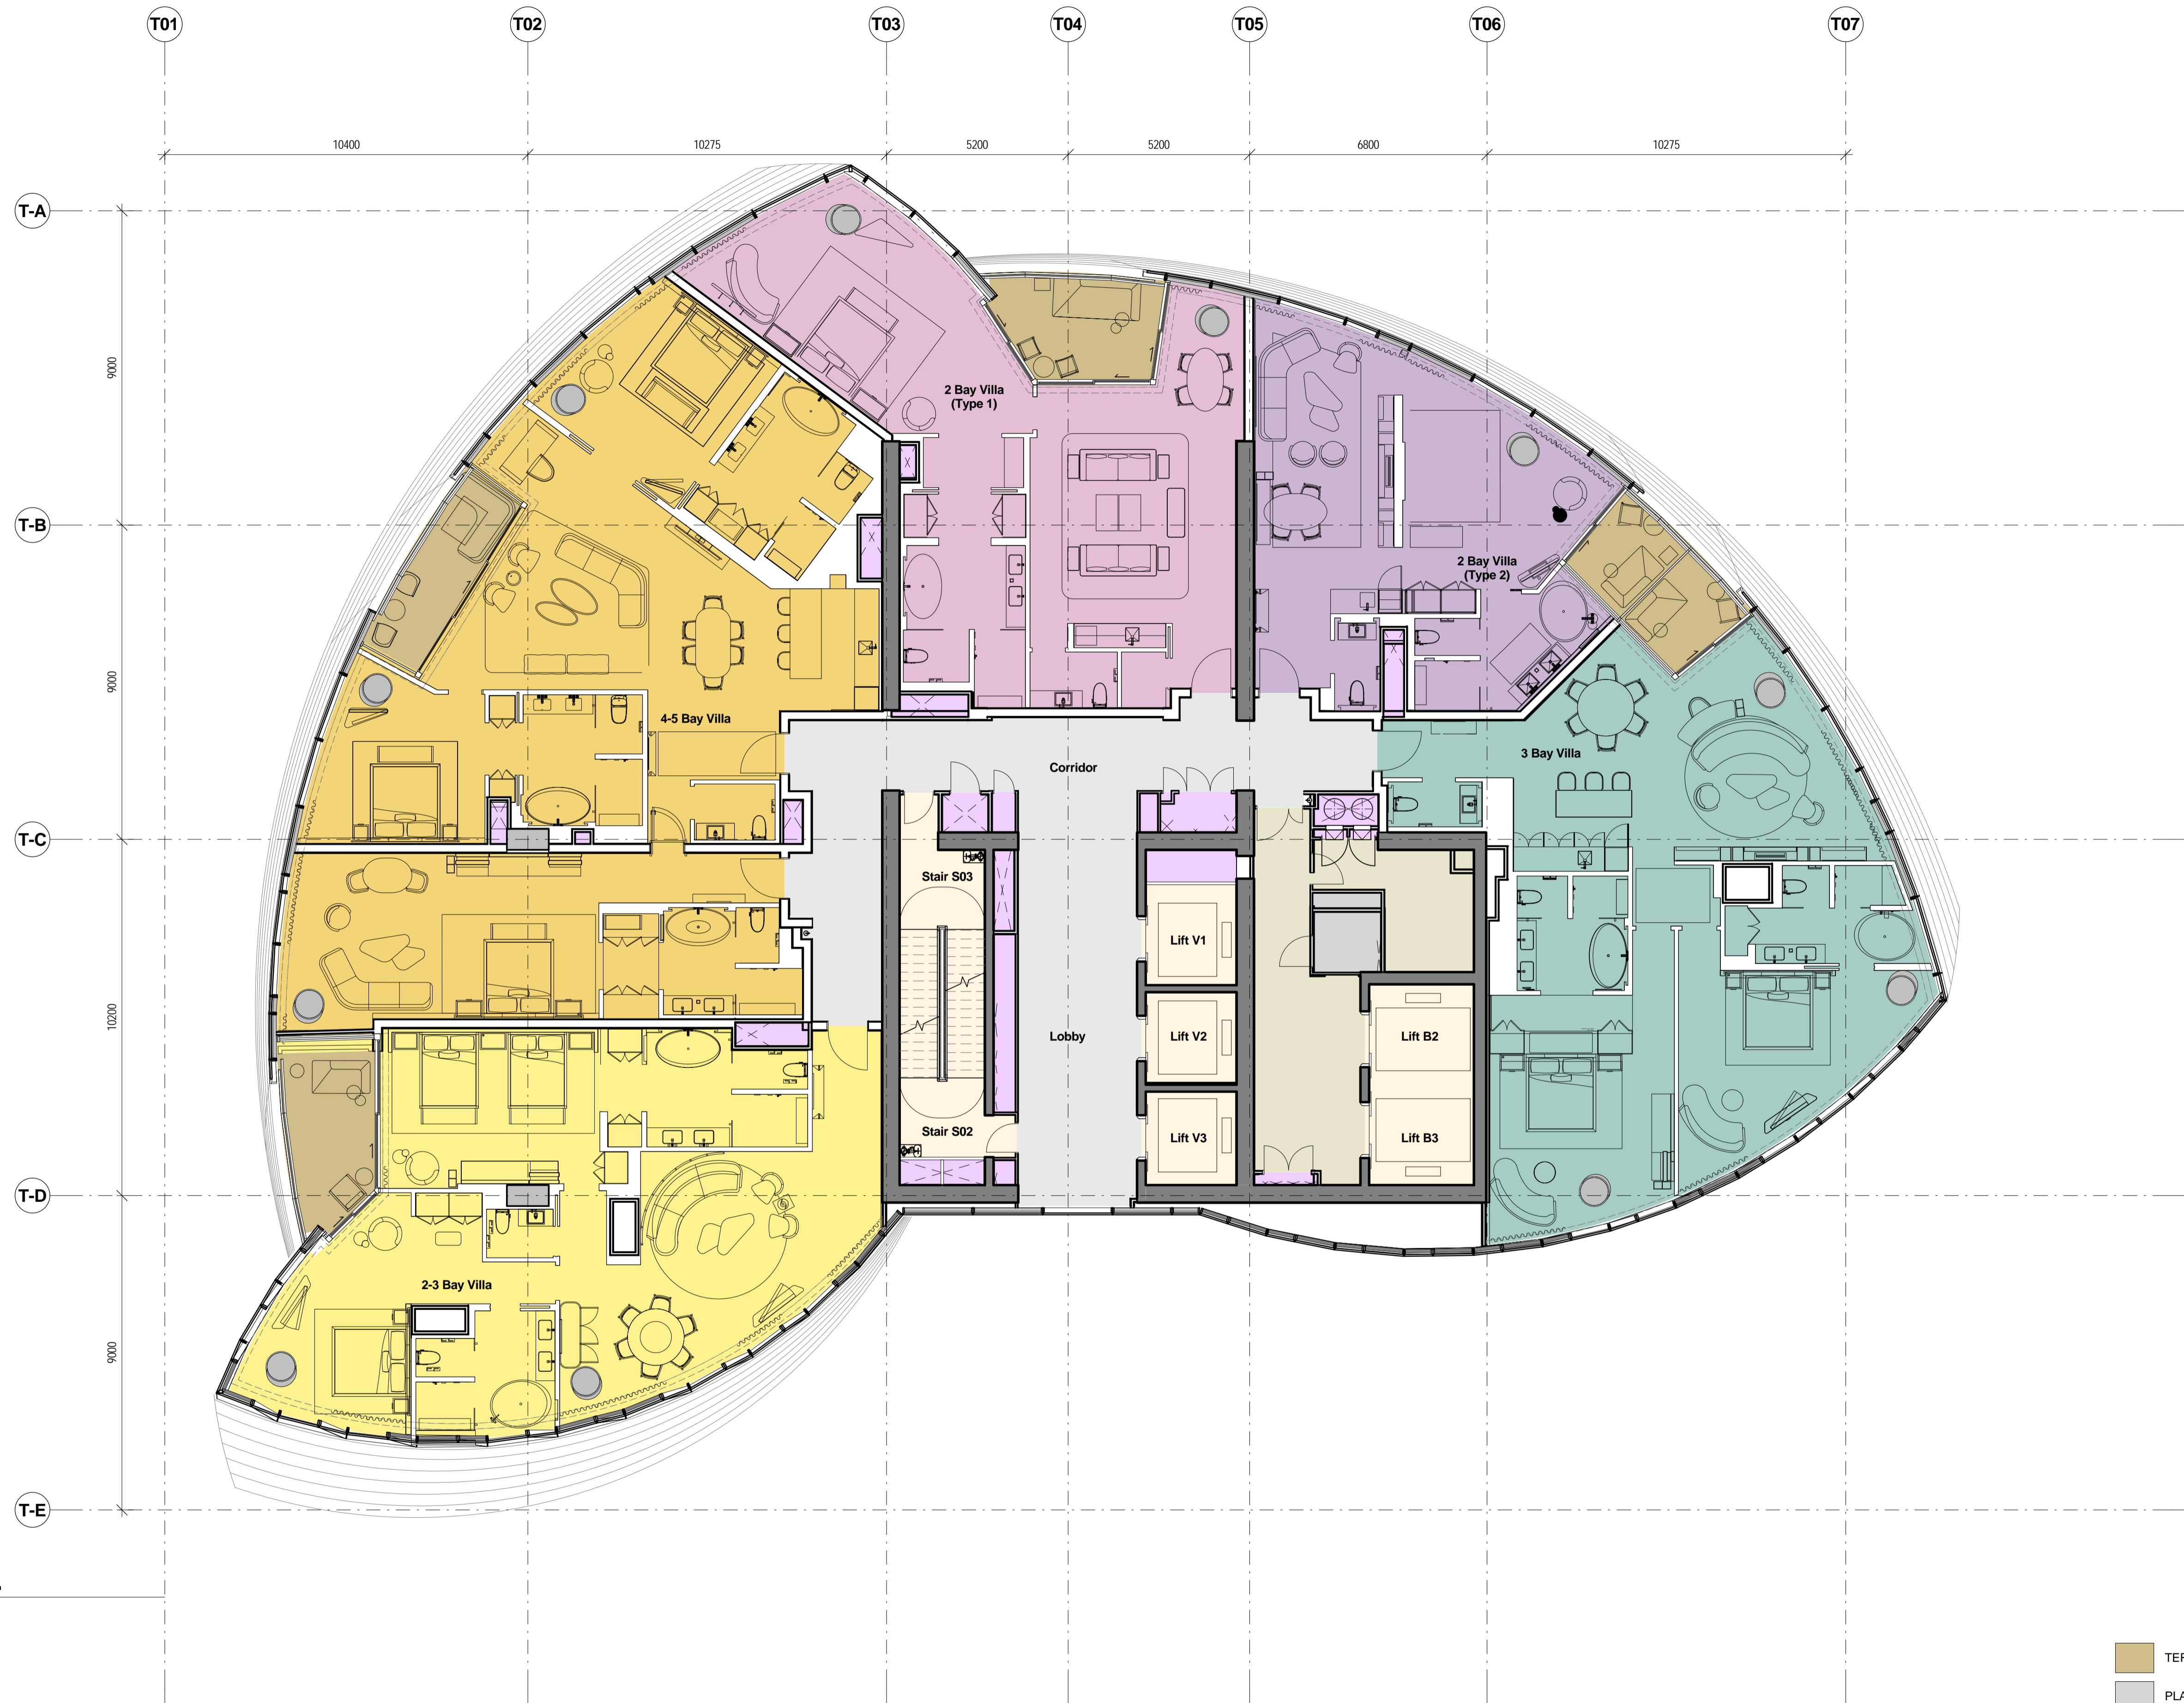 T01 T02 T03 T04 T05 T06 T07
10400 10275 5200 5200 6800 10275
T-A
9000
2 Bay Villa
(Type 1)
T-B
2 Bay Villa
(Type 2)
9000
4-5 Bay Villa
3 Bay Villa
Corridor
T-C
Stair S03
Lift V1
10200
Lobby
Lift V2
Lift B2
Stair S02
Lift V3
Lift B3
T-D
2-3 Bay Villa
9000
T-E